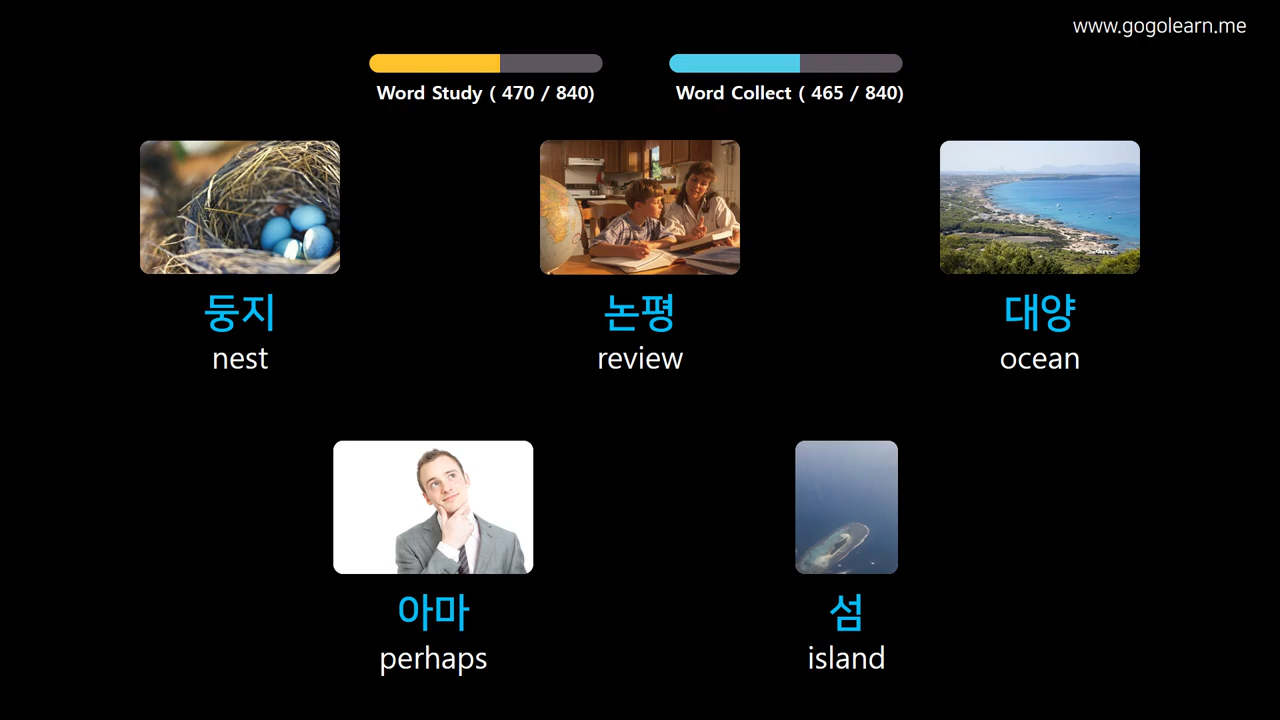 www.gogolearn.me
Word Study ( 470 / 840)
Word Collect ( 465 / 840)
둥지
nest
논평
review
대양
ocean
아마
perhaps
섬
island